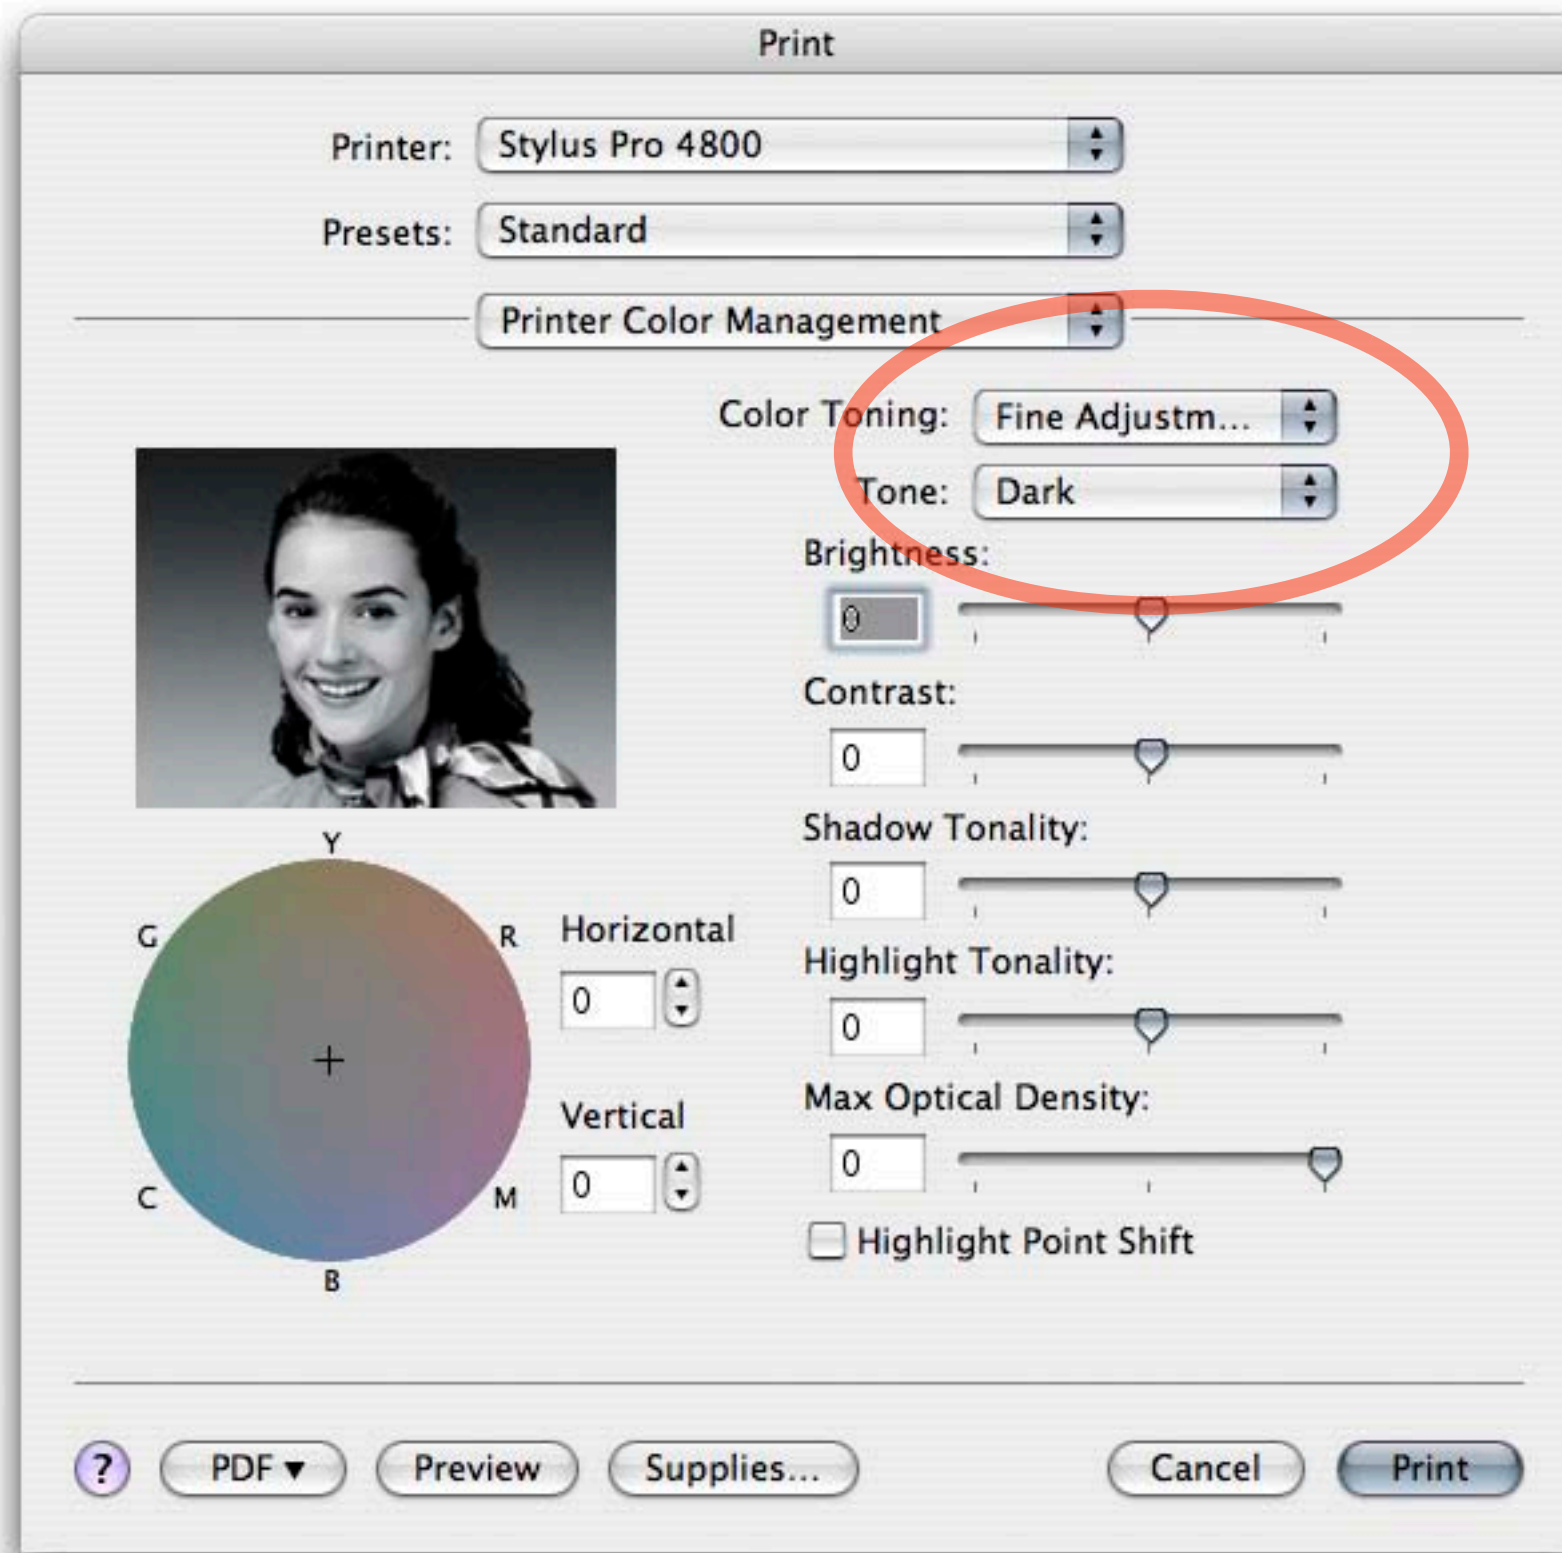 Print
Printer: Stylus Pro 4800
Presets: Standard
Printer Color Management
Color Toning: Fine Adjustm...
Tone: Dark
Brightness:
0
Contrast:
0
Shadow Tonality:
0
Highlight Tonality:
0
Max Optical Density:
0
Highlight Point Shift
Y
G
R
C
M
B
Horizontal
0
Vertical
0
? PDF▼ Preview Supplies... Cancel Print